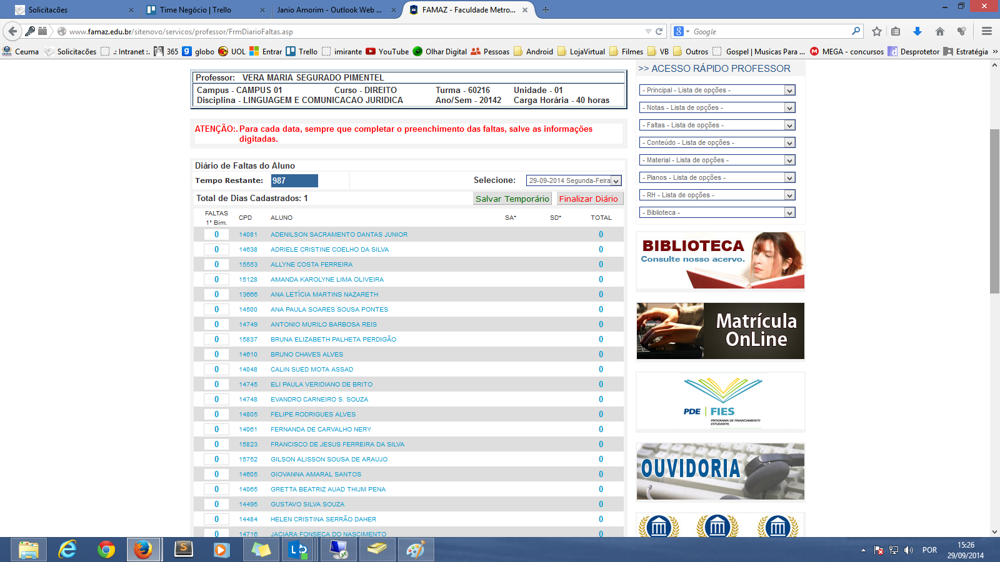 Solicitacões
Time Negócio | Trello
Janio Amorim - Outlook Web ...
FAMAZ - Faculdade Metro...
www.famaz.edu.br/sitenovo/servicos/professor/FrmDiarioFaltas.asp
Google
Ceuma
Solicitacões
.: Intranet :.
365
globo
UOL
Entrar
Trello
imirante
YouTube
Olhar Digital
Pessoas
Android
LojaVirtual
Filmes
VB
Outros
Gospel | Musicas Para ...
MEGA - concursos
Desprotetor
Estratégia
Professor: VERA MARIA SEGURADO PIMENTEL
Campus - CAMPUS 01 Curso - DIREITO Turma - 60216 Unidade - 01
Disciplina - LINGUAGEM E COMUNICACAO JURIDICA Ano/Sem - 20142 Carga Horária - 40 horas
ATENÇÃO:. Para cada data, sempre que completar o preenchimento das faltas, salve as informações
digitadas.
Diário de Faltas do Aluno
Tempo Restante: 987 Selecione: 29-09-2014 Segunda-Feira
Total de Dias Cadastrados: 1 Salvar Temporário Finalizar Diário
FALTAS
1° Bim. CPD ALUNO SA* SD* TOTAL
0 14081 ADENILSON SACRAMENTO DANTAS JUNIOR 0
0 14638 ADRIELE CRISTINE COELHO DA SILVA 0
0 15553 ALLYNE COSTA FERREIRA 0
0 15128 AMANDA KAROLYNE LIMA OLIVEIRA 0
0 13666 ANA LETÍCIA MARTINS NAZARETH 0
0 14500 ANA PAULA SOARES SOUSA PONTES 0
0 14749 ANTONIO MURILO BARBOSA REIS 0
0 15837 BRUNA ELIZABETH PALHETA PERDIGÃO 0
0 14610 BRUNO CHAVES ALVES 0
0 14048 CALIN SUED MOTA ASSAD 0
0 14745 ELI PAULA VERIDIANO DE BRITO 0
0 14748 EVANDRO CARNEIRO S. SOUZA 0
0 14805 FELIPE RODRIGUES ALVES 0
0 14061 FERNANDA DE CARVALHO NERY 0
0 15823 FRANCISCO DE JESUS FERREIRA DA SILVA 0
0 15752 GILSON ALISSON SOUSA DE ARAUJO 0
0 14605 GIOVANNA AMARAL SANTOS 0
0 14065 GRETTA BEATRIZ AUAD THIJM PENA 0
0 14495 GUSTAVO SILVA SOUZA 0
0 14484 HELEN CRISTINA SERRÃO DAHER 0
0 14716 JACIARA FONSECA DO NASCIMENTO 0
>> ACESSO RÁPIDO PROFESSOR
- Principal - Lista de opções -
- Notas - Lista de opções -
- Faltas - Lista de opções -
- Conteúdo - Lista de opções -
- Material - Lista de opções -
- Planos - Lista de opções -
- RH - Lista de opções -
- Biblioteca -
BIBLIOTECA
Consulte nosso acervo.
Matrícula
OnLine
PDE | FIES
PROGRAMA DE FINANCIAMENTO
ESTUDANTIL
OUVIDORIA
POR
15:26
29/09/2014